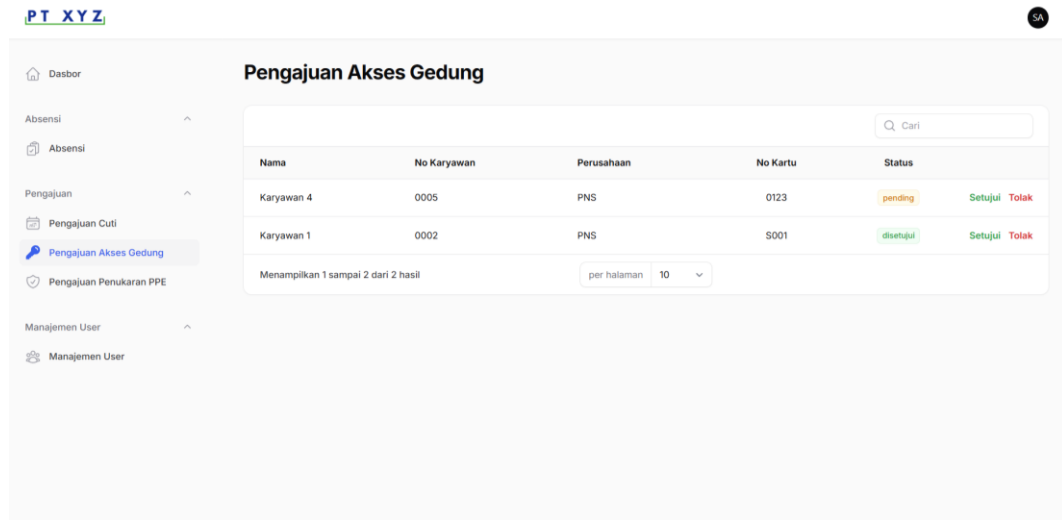 PT XYZ
SA
Dasbor
Absensi
Absensi
Pengajuan
Pengajuan Cuti
Pengajuan Akses Gedung
Pengajuan Penukaran PPE
Manajemen User
Manajemen User
Pengajuan Akses Gedung
Cari
Nama No Karyawan Perusahaan No Kartu Status
Karyawan 4 0005 PNS 0123 pending Setujui Tolak
Karyawan 1 0002 PNS S001 disetujui Setujui Tolak
Menampilkan 1 sampai 2 dari 2 hasil per halaman 10